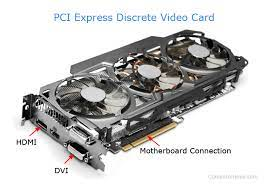 PCI Express Discrete Video Card
HDMI
Motherboard Connection
DVI